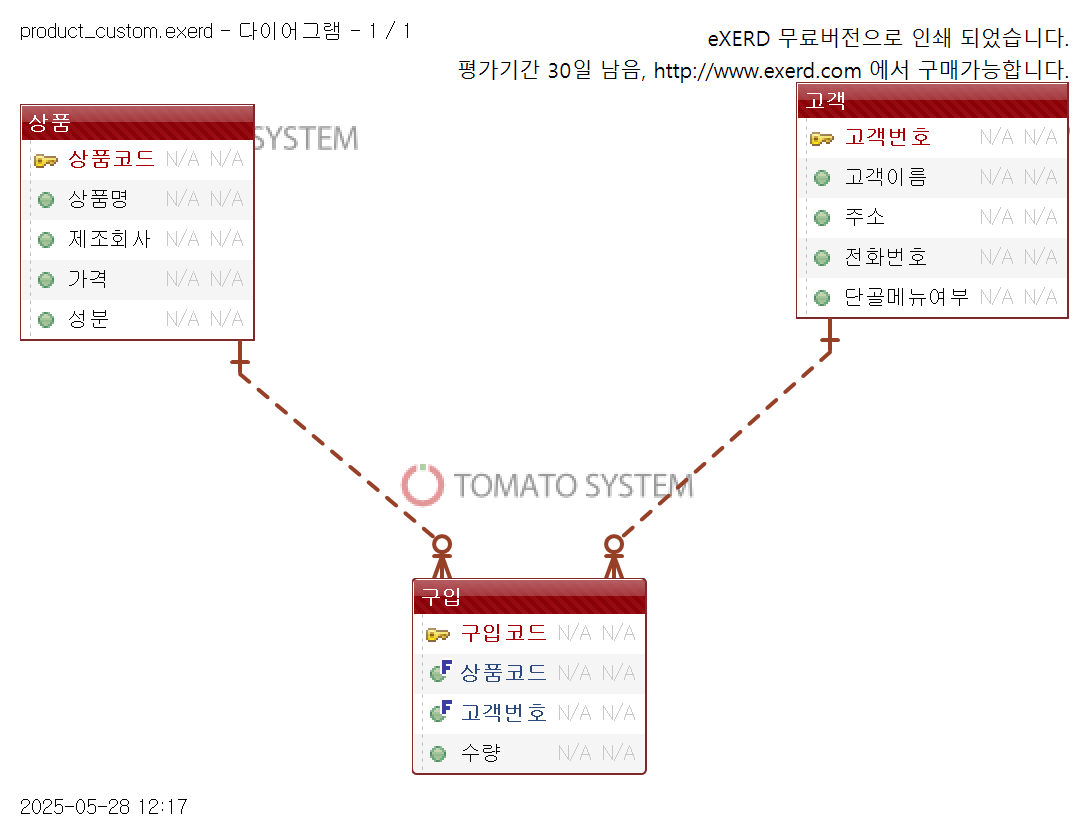 product_custom.exerd - 다이어그램 - 1 / 1
eXERD 무료버전으로 인쇄 되었습니다.
평가기간 30일 남음, http://www.exerd.com 에서 구매가능합니다.
상품
상품코드 N/A N/A
상품명 N/A N/A
제조회사 N/A N/A
가격 N/A N/A
성분 N/A N/A
SYSTEM
고객
고객번호 N/A N/A
고객이름 N/A N/A
주소 N/A N/A
전화번호 N/A N/A
단골메뉴여부 N/A N/A
TOMATO SYSTEM
구입
구입코드 N/A N/A
F 상품코드 N/A N/A
F 고객번호 N/A N/A
수량 N/A N/A
2025-05-28 12:17